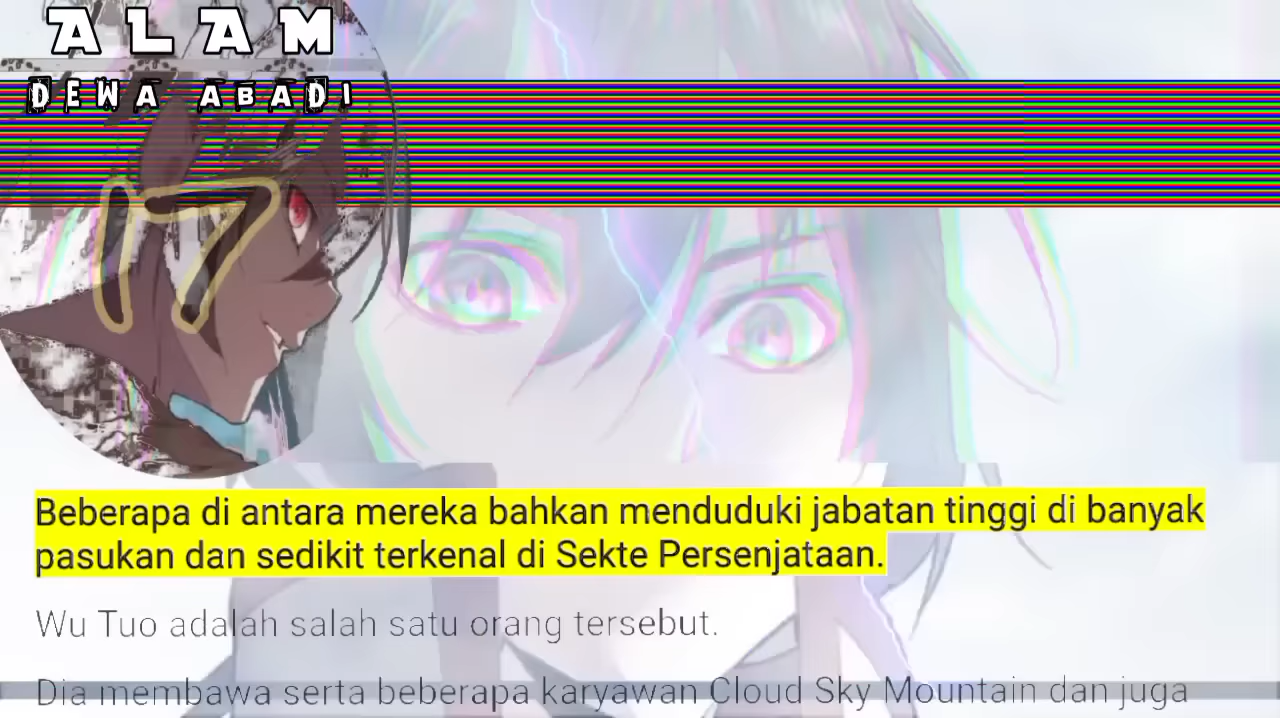 ALAM
DEWA ABADI
17
Beberapa di antara mereka bahkan menduduki jabatan tinggi di banyak
pasukan dan sedikit terkenal di Sekte Persenjataan.
Wu Tuo adalah salah satu orang tersebut.
Dia membawa serta beberapa karyawan Cloud Sky Mountain dan juga